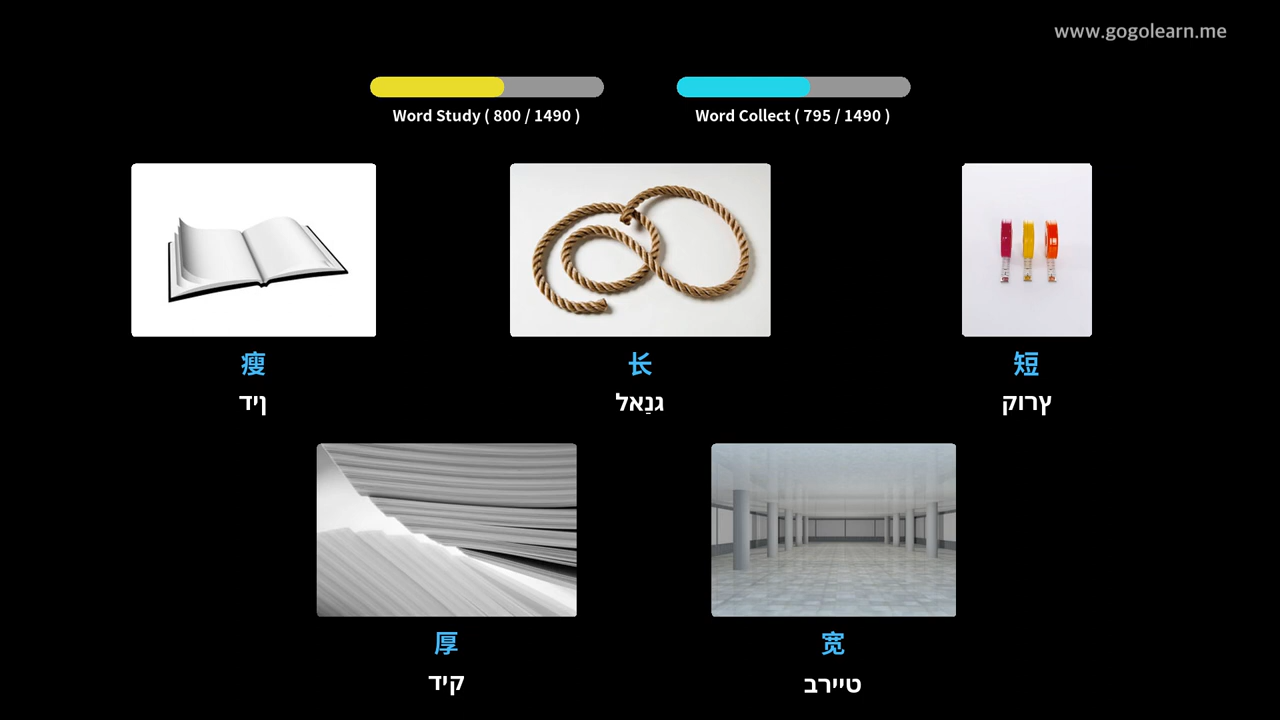 www.gogolearn.me
Word Study ( 800 / 1490 )
Word Collect ( 795 / 1490 )
瘦
דין
长
לאַנג
短
קורץ
厚
דיק
宽
ברייט